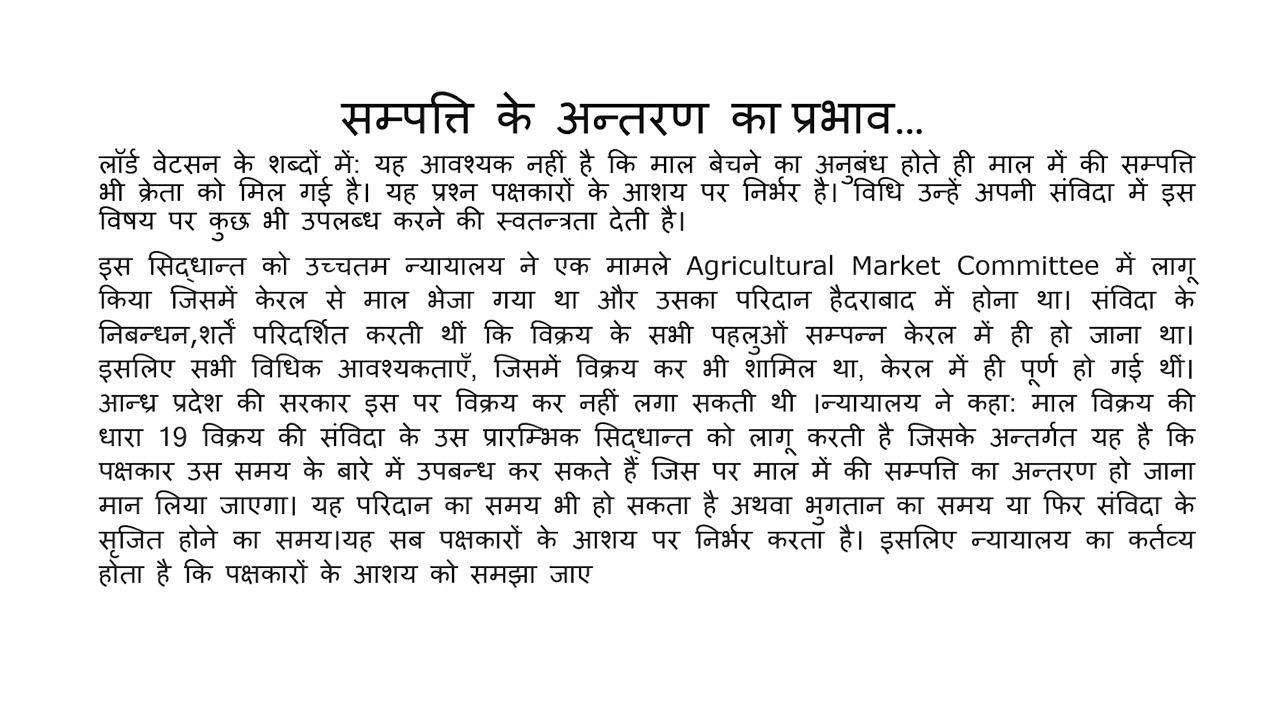 सम्पत्ति के अन्तरण का प्रभाव...
लॉर्ड वेटसन के शब्दों में: यह आवश्यक नहीं है कि माल बेचने का अनुबंध होते ही माल में की सम्पत्ति
भी क्रेता को मिल गई है। यह प्रश्न पक्षकारों के आशय पर निर्भर है। विधि उन्हें अपनी संविदा में इस
विषय पर कुछ भी उपलब्ध करने की स्वतन्त्रता देती है।
इस सिद्धान्त को उच्चतम न्यायालय ने एक मामले Agricultural Market Committee में लागू
किया जिसमें केरल से माल भेजा गया था और उसका परिदान हैदराबाद में होना था। संविदा के
निबन्धन,शर्तें परिदर्शित करती थीं कि विक्रय के सभी पहलुओं सम्पन्न केरल में ही हो जाना था।
इसलिए सभी विधिक आवश्यकताएँ, जिसमें विक्रय कर भी शामिल था, केरल में ही पूर्ण हो गई थीं।
आन्ध्र प्रदेश की सरकार इस पर विक्रय कर नहीं लगा सकती थी ।न्यायालय ने कहा: माल विक्रय की
धारा 19 विक्रय की संविदा के उस प्रारम्भिक सिद्धान्त को लागू करती है जिसके अन्तर्गत यह है कि
पक्षकार उस समय के बारे में उपबन्ध कर सकते हैं जिस पर माल में की सम्पत्ति का अन्तरण हो जाना
मान लिया जाएगा। यह परिदान का समय भी हो सकता है अथवा भुगतान का समय या फिर संविदा के
सृजित होने का समय।यह सब पक्षकारों के आशय पर निर्भर करता है। इसलिए न्यायालय का कर्तव्य
होता है कि पक्षकारों के आशय को समझा जाए